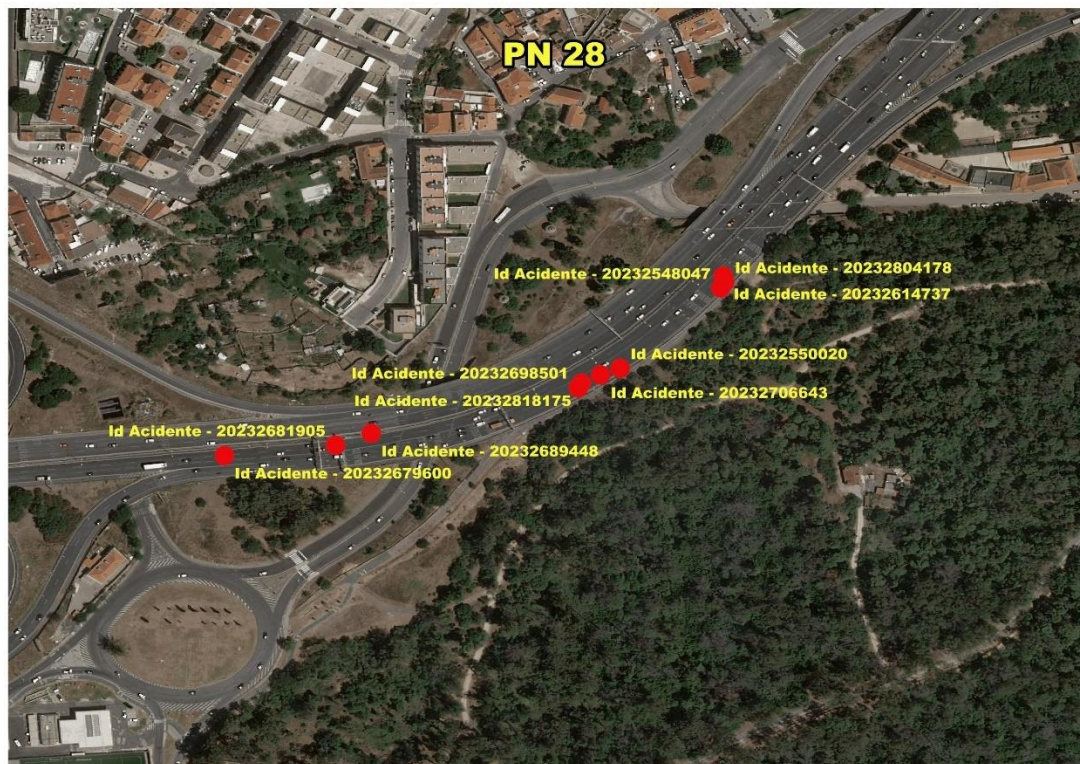 PN 28
Id Acidente - 20232548047
Id Acidente - 20232804178
Id Acidente - 20232614737
Id Acidente - 20232550020
Id Acidente - 20232698501
Id Acidente - 20232818175
Id Acidente - 20232706643
Id Acidente - 20232681905
Id Acidente - 20232689448
Id Acidente - 20232679600